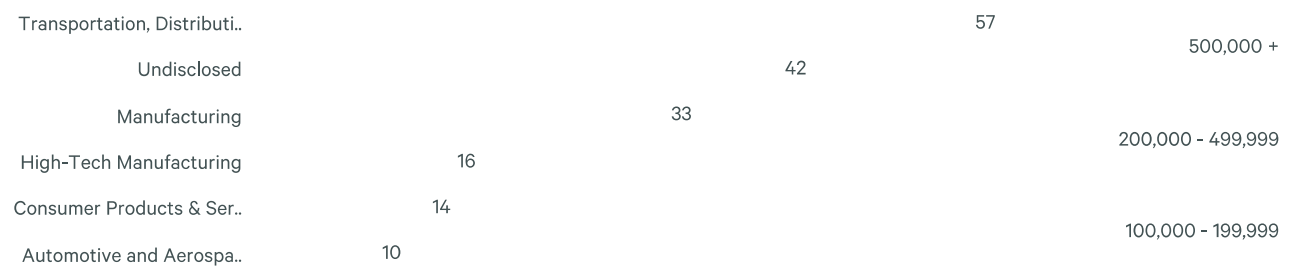 Transportation, Distributi.. 57
500,000 +
Undisclosed 42
Manufacturing 33
200,000 - 499,999
High-Tech Manufacturing 16
Consumer Products & Ser.. 14
100,000 - 199,999
Automotive and Aerospa.. 10